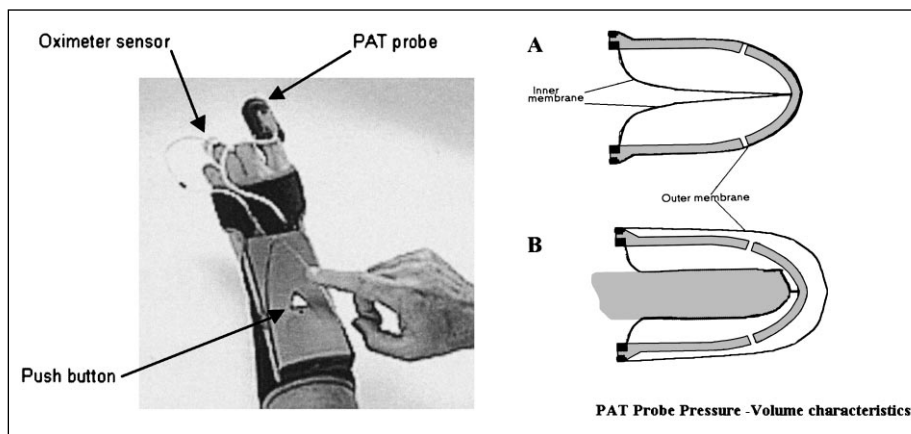 Oximeter sensor
PAT probe
Push button
A
Inner
membrane
Outer membrane
B
PAT Probe Pressure -Volume characteristics